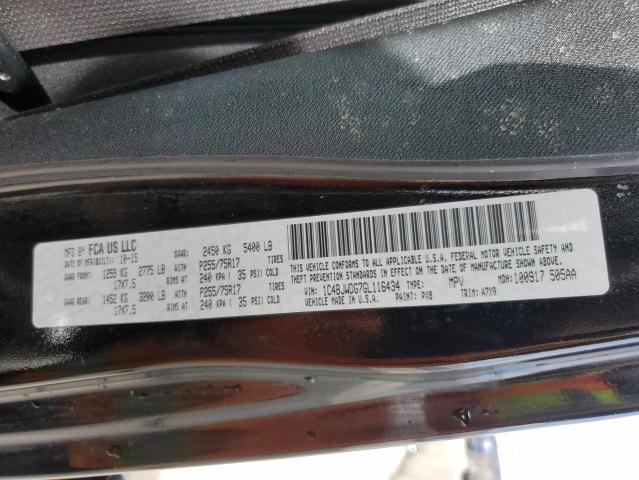 MFD BY FCA US LLC
DATE OF MFR(BUILT): 10-15 GVWR: 2450 KG 5400 LB
GAWR FRONT: 1259 KG 2775 LB WITH P255/75R17 TIRES
17X7.5 RIMS AT 240 KPA ( 35 PSI) COLD
GAWR REAR: 1452 KG 3200 LB WITH P255/75R17 TIRES
17X7.5 RIMS AT 240 KPA ( 35 PSI) COLD
THIS VEHICLE CONFORMS TO ALL APPLICABLE U.S.A. FEDERAL MOTOR VEHICLE SAFETY AND
THEFT PREVENTION STANDARDS IN EFFECT ON THE DATE OF MANUFACTURE SHOWN ABOVE.
VIN: 1C4BJWDG7GL116434 TYPE: MPV MDH: 100917 505AA
VEHICLE MADE IN U.S.A. PAINT: PX8 TRIM: A7X9